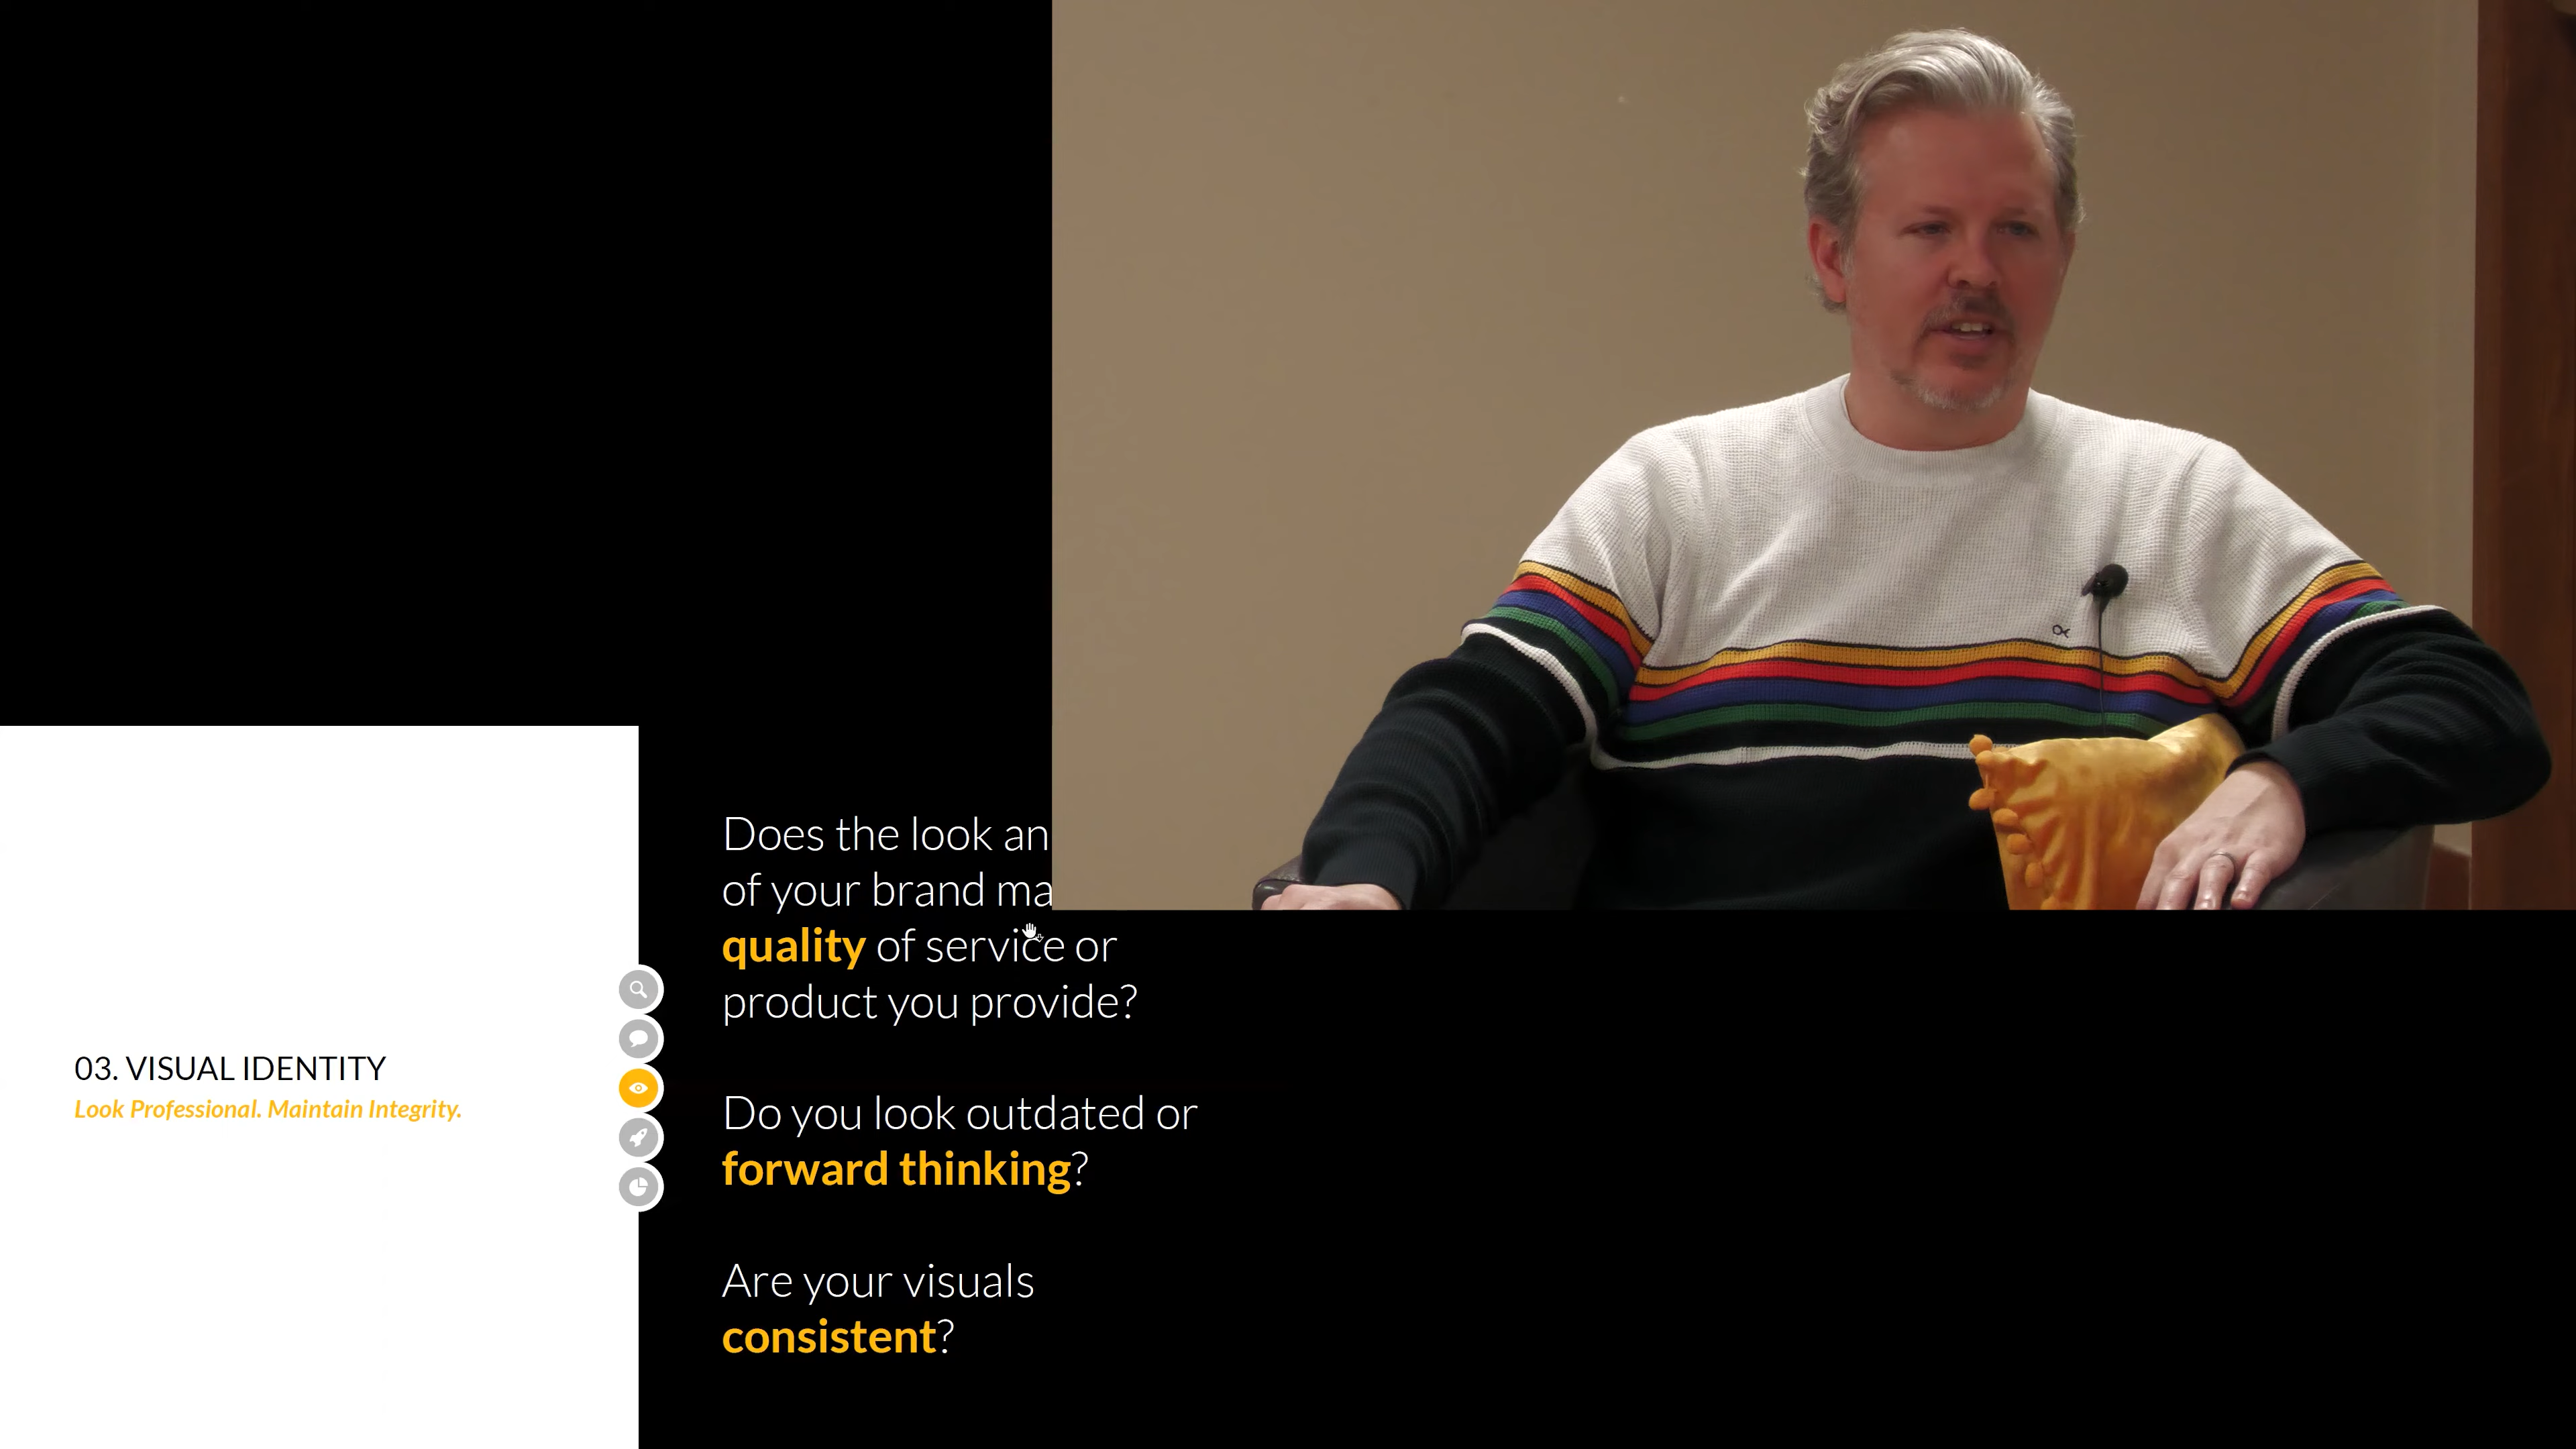 03. VISUAL IDENTITY
Look Professional. Maintain Integrity.
Does the look an
of your brand ma
quality of service or
product you provide?
Do you look outdated or
forward thinking?
Are your visuals
consistent?